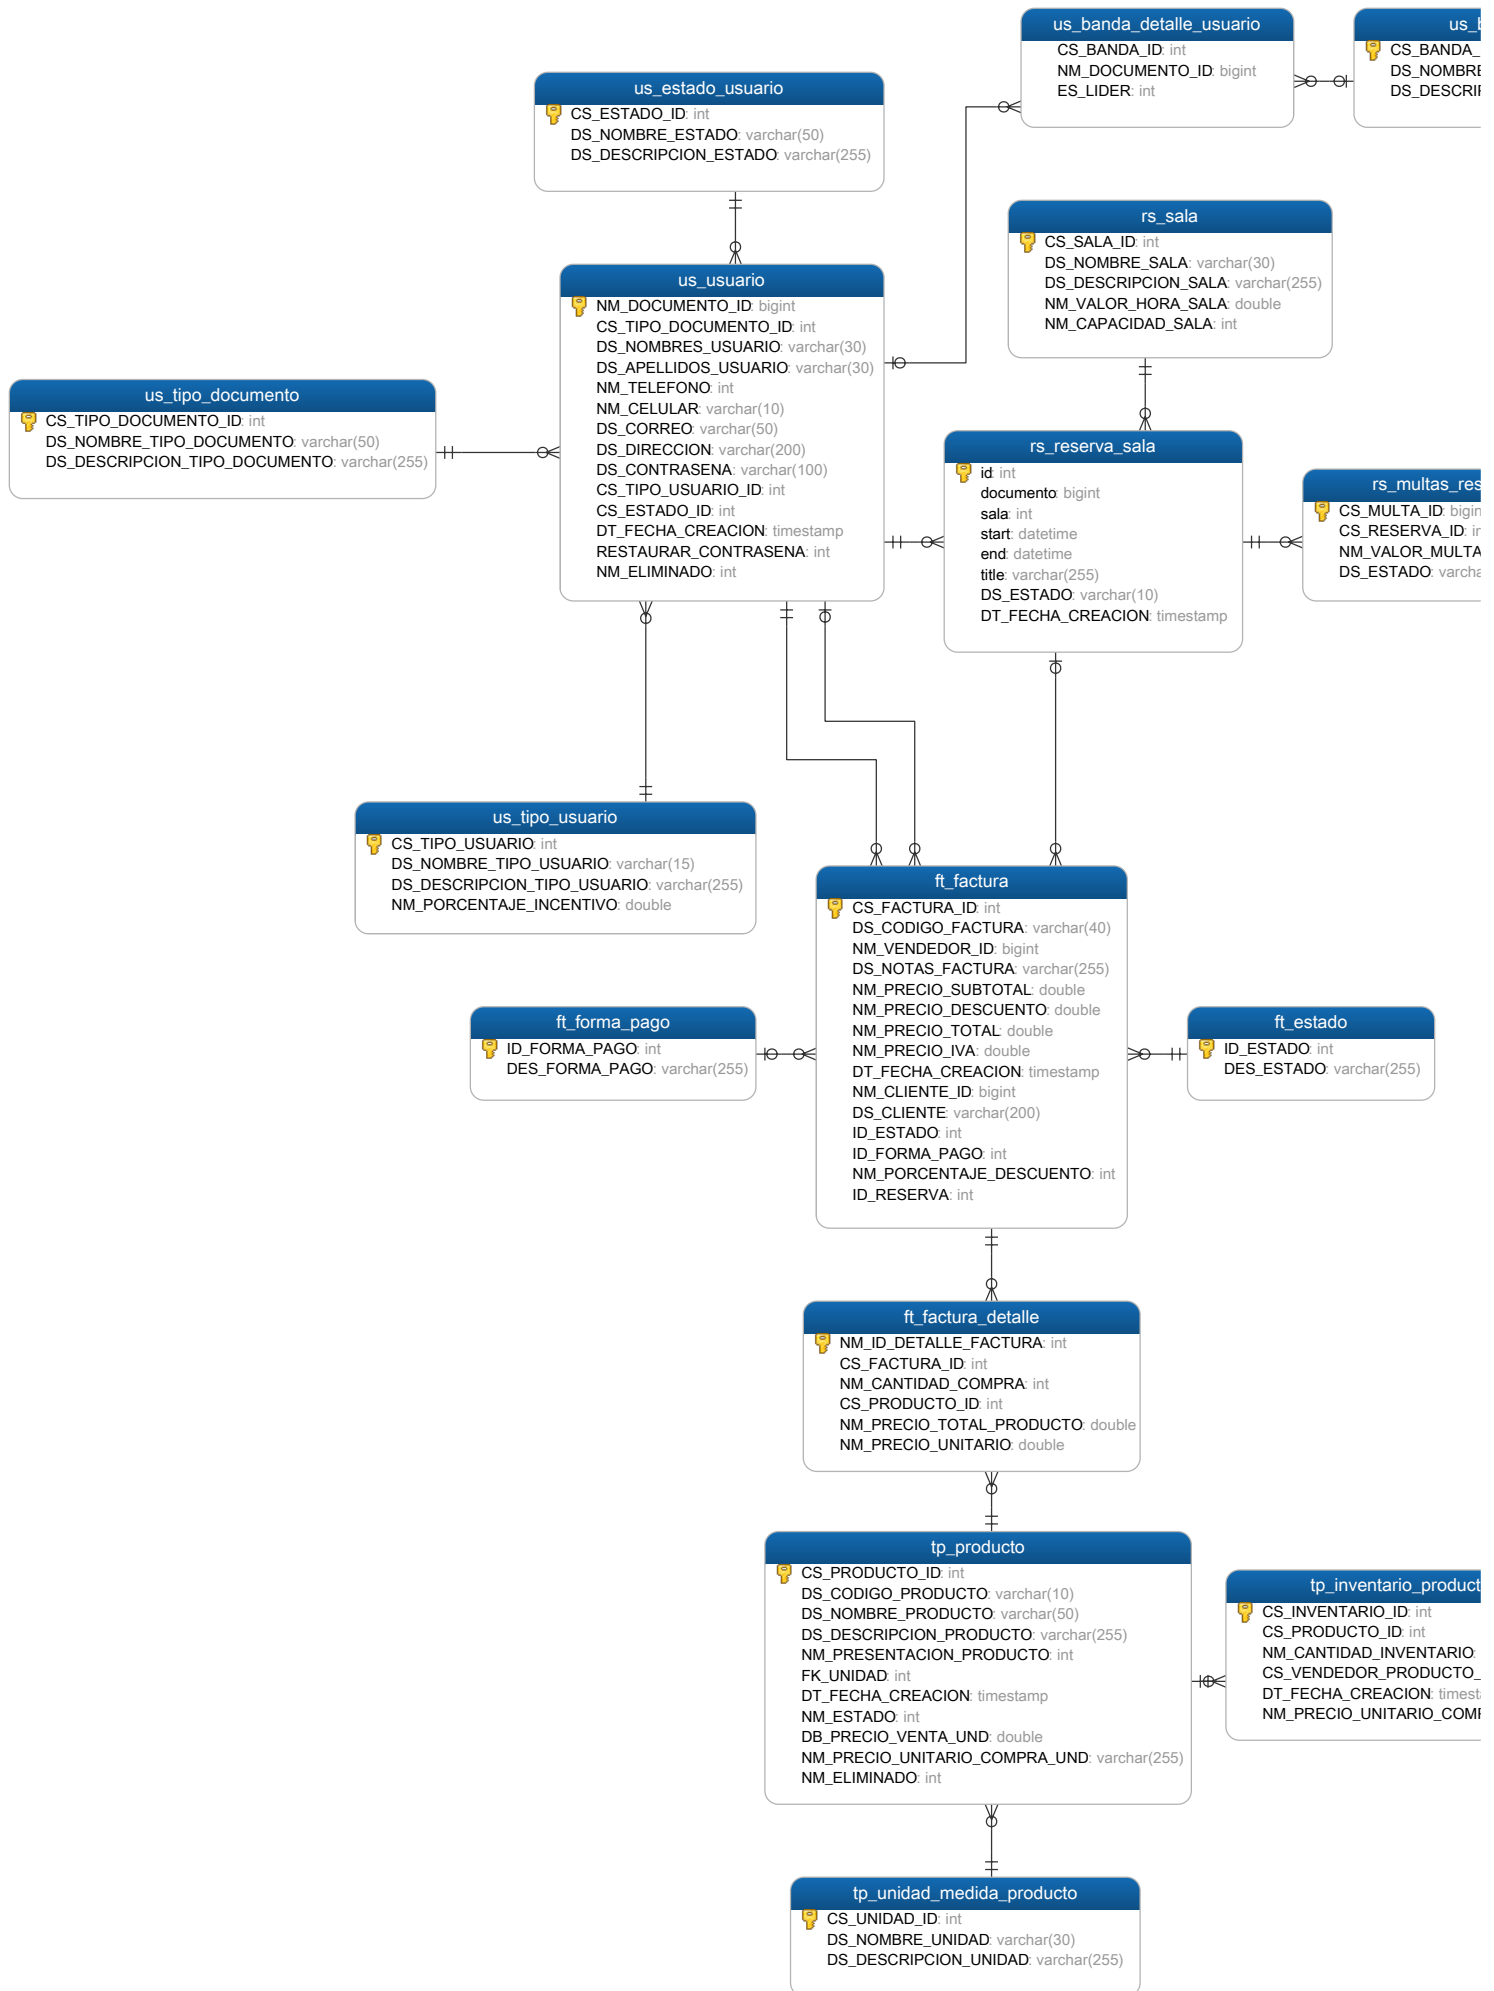 us_banda_detalle_usuario
CS_BANDA_ID: int
NM_DOCUMENTO_ID: bigint
ES_LIDER: int
CS_BANDA_
DS_NOMBRE
us_estado_usuario
CS_ESTADO_ID: int
DS_NOMBRE_ESTADO: varchar(50)
DS_DESCRIPCION_ESTADO: varchar(255)
rs_sala
CS_SALA_ID: int
DS_NOMBRE_SALA: varchar(30)
DS_DESCRIPCION_SALA: varchar(255)
NM_VALOR_HORA_SALA: double
NM_CAPACIDAD_SALA: int
us_usuario
NM_DOCUMENTO_ID: bigint
CS_TIPO_DOCUMENTO_ID: int
DS_NOMBRES_USUARIO: varchar(30)
DS_APELLIDOS_USUARIO: varchar(30)
NM_TELEFONO: int
NM_CELULAR: varchar(10)
DS_CORREO: varchar(50)
DS_DIRECCION: varchar(200)
DS_CONTRASENA: varchar(100)
CS_TIPO_USUARIO_ID: int
CS_ESTADO_ID: int
DT_FECHA_CREACION: timestamp
RESTAURAR_CONTRASENA: int
NM_ELIMINADO: int
us_tipo_documento
CS_TIPO_DOCUMENTO_ID: int
DS_NOMBRE_TIPO_DOCUMENTO: varchar(50)
DS_DESCRIPCION_TIPO_DOCUMENTO: varchar(255)
rs_reserva_sala
id: int
documento: bigint
sala: int
start: datetime
end: datetime
title: varchar(255)
DS_ESTADO: varchar(10)
DT_FECHA_CREACION: timestamp
rs_multas_res
CS_MULTA_ID: bigin
CS_RESERVA_ID: in
NM_VALOR_MULTA
DS_ESTADO: varcha
us_tipo_usuario
CS_TIPO_USUARIO: int
DS_NOMBRE_TIPO_USUARIO: varchar(15)
DS_DESCRIPCION_TIPO_USUARIO: varchar(255)
NM_PORCENTAJE_INCENTIVO: double
ft_factura
CS_FACTURA_ID: int
DS_CODIGO_FACTURA: varchar(40)
NM_VENDEDOR_ID: bigint
DS_NOTAS_FACTURA: varchar(255)
NM_PRECIO_SUBTOTAL: double
NM_PRECIO_DESCUENTO: double
NM_PRECIO_TOTAL: double
NM_PRECIO_IVA: double
DT_FECHA_CREACION: timestamp
NM_CLIENTE_ID: bigint
DS_CLIENTE: varchar(200)
ID_ESTADO: int
ID_FORMA_PAGO: int
NM_PORCENTAJE_DESCUENTO: int
ID_RESERVA: int
ft_forma_pago
ID_FORMA_PAGO: int
DES_FORMA_PAGO: varchar(255)
ft_estado
ID_ESTADO: int
DES_ESTADO: varchar(255)
ft_factura_detalle
NM_ID_DETALLE_FACTURA: int
CS_FACTURA_ID: int
NM_CANTIDAD_COMPRA: int
CS_PRODUCTO_ID: int
NM_PRECIO_TOTAL_PRODUCTO: double
NM_PRECIO_UNITARIO: double
tp_producto
CS_PRODUCTO_ID: int
DS_CODIGO_PRODUCTO: varchar(10)
DS_NOMBRE_PRODUCTO: varchar(50)
DS_DESCRIPCION_PRODUCTO: varchar(255)
NM_PRESENTACION_PRODUCTO: int
FK_UNIDAD: int
DT_FECHA_CREACION: timestamp
NM_ESTADO: int
DB_PRECIO_VENTA_UND: double
NM_PRECIO_UNITARIO_COMPRA_UND: varchar(255)
NM_ELIMINADO: int
tp_inventario_product
CS_INVENTARIO_ID: int
CS_PRODUCTO_ID: int
NM_CANTIDAD_INVENTARIO:
CS_VENDEDOR_PRODUCTO_
DT_FECHA_CREACION: timest
NM_PRECIO_UNITARIO_COM
tp_unidad_medida_producto
CS_UNIDAD_ID: int
DS_NOMBRE_UNIDAD: varchar(30)
DS_DESCRIPCION_UNIDAD: varchar(255)